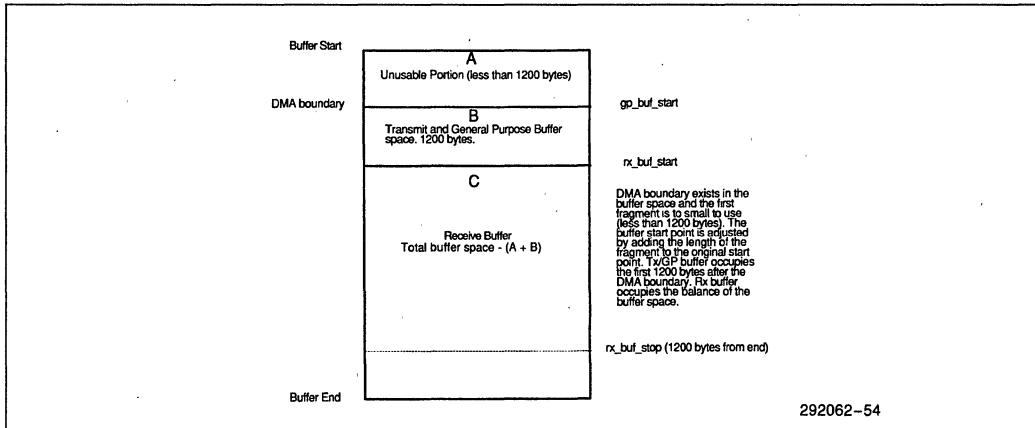 Buffer Start
A
Unusable Portion (less than 1200 bytes)
DMA boundary
gp_buf_start
B
Transmit and General Purpose Buffer
space. 1200 bytes.
rx_buf_start
C
Receive Buffer
Total buffer space - (A + B)
DMA boundary exists in the
buffer space and the first
fragment is to small to use
(less than 1200 bytes). The
buffer start point is adjusted
by adding the length of the
fragment to the original start
point. Tx/GP buffer occupies
the first 1200 bytes after the
DMA boundary. Rx buffer
occupies the balance of the
buffer space.
rx_buf_stop (1200 bytes from end)
Buffer End
292062-54